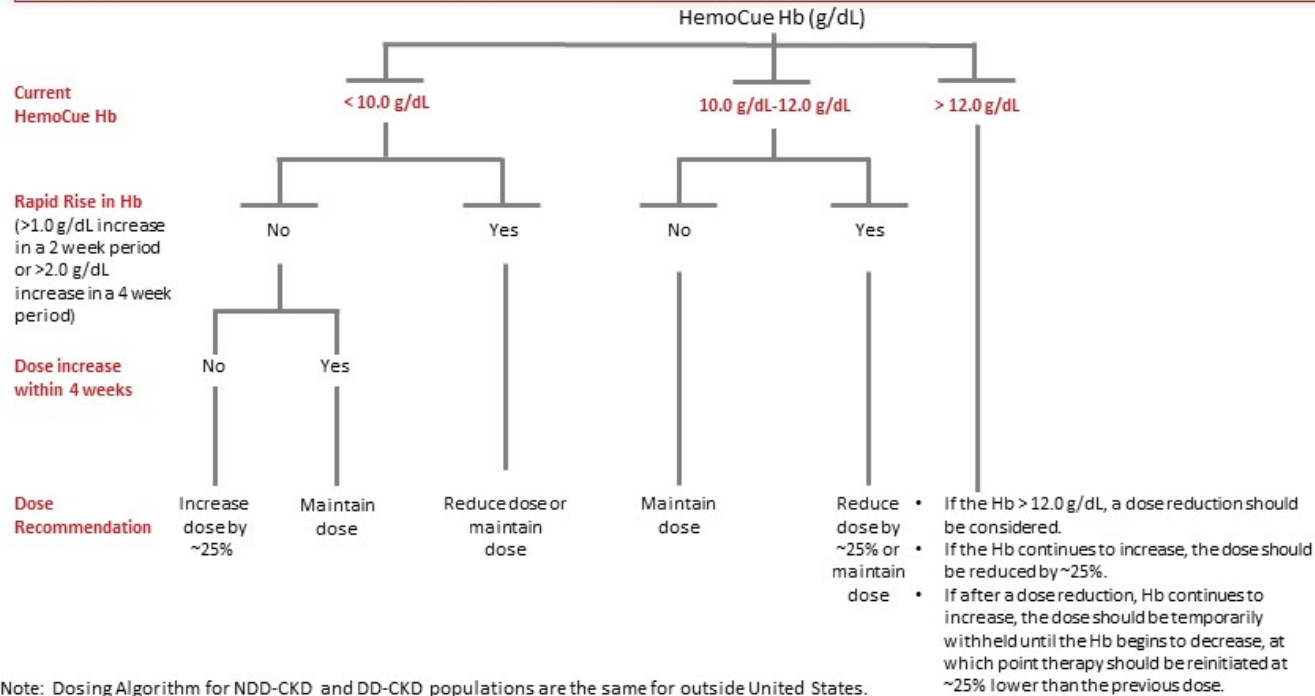 HemoCue Hb (g/dL)
Current
HemoCue Hb
< 10.0 g/dL
10.0 g/dL-12.0 g/dL
> 12.0 g/dL
Rapid Rise in Hb
(>1.0 g/dL increase
in a 2 week period
or >2.0 g/dL
increase in a 4 week
period)
No
Yes
No
Yes
Dose increase
within 4 weeks
No
Yes
Dose
Recommendation
Increase
dose by
~25%
Maintain
dose
Reduce dose or
maintain
dose
Maintain
dose
Reduce
dose by
~25% or
maintain
dose
• If the Hb > 12.0 g/dL, a dose reduction should
be considered.
• If the Hb continues to increase, the dose should
be reduced by ~25%.
• If after a dose reduction, Hb continues to
increase, the dose should be temporarily
withheld until the Hb begins to decrease, at
which point therapy should be reinitiated at
~25% lower than the previous dose.
Note: Dosing Algorithm for NDD-CKD and DD-CKD populations are the same for outside United States.